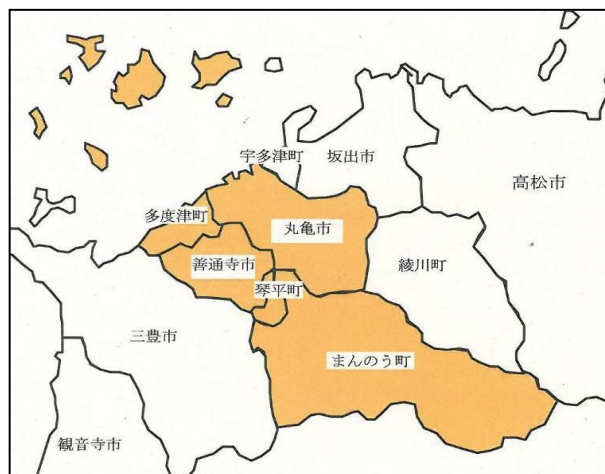 宇多津町
坂出市
高松市
多度津町
丸亀市
善通寺市
綾川町
琴平町
三豊市
まんのう町
観音寺市